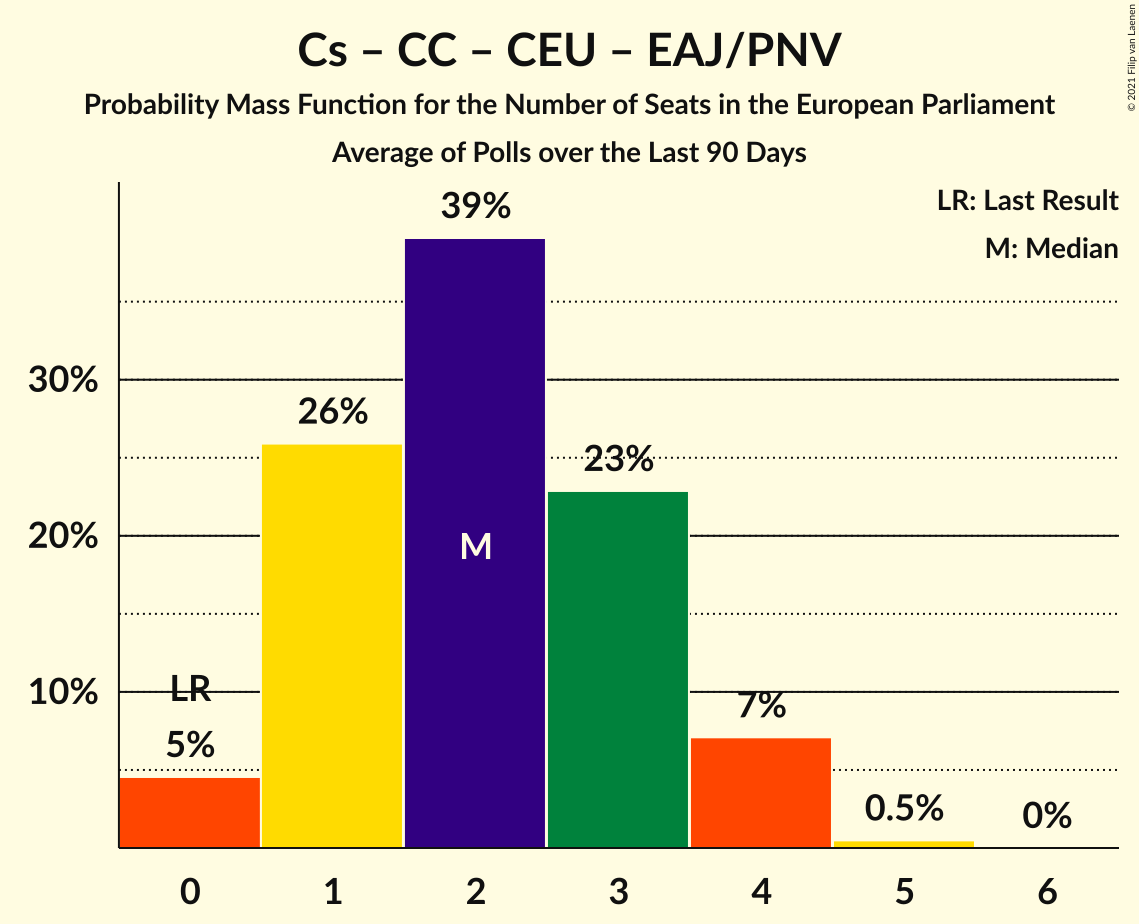 Cs – CC – CEU – EAJ/PNV
Probability Mass Function for the Number of Seats in the European Parliament
Average of Polls over the Last 90 Days
© 2021 Filip van Laenen
LR: Last Result
M: Median
39%
30%
26%
23%
20%
M
10%
LR
7%
5%
0.5%
0%
0 1 2 3 4 5 6